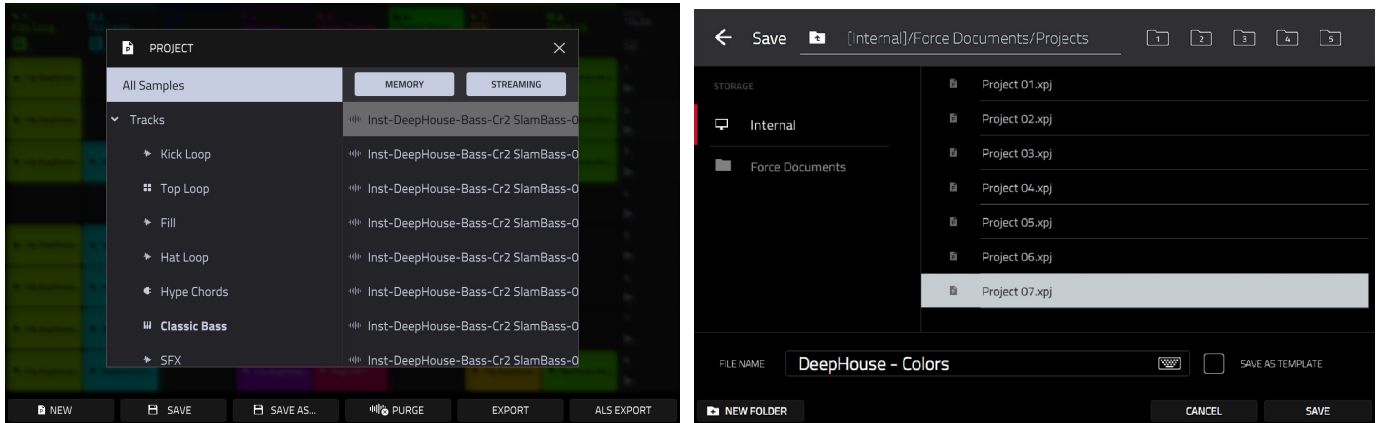 PROJECT
All Samples
MEMORY STREAMING
Tracks
Inst-DeepHouse-Bass-Cr2 SlamBass-0
Kick Loop
Inst-DeepHouse-Bass-Cr2 SlamBass-0
Top Loop
Inst-DeepHouse-Bass-Cr2 SlamBass-0
Fill
Inst-DeepHouse-Bass-Cr2 SlamBass-0
Hat Loop
Inst-DeepHouse-Bass-Cr2 SlamBass-0
Hype Chords
Inst-DeepHouse-Bass-Cr2 SlamBass-0
Classic Bass
Inst-DeepHouse-Bass-Cr2 SlamBass-0
SFX
Inst-DeepHouse-Bass-Cr2 SlamBass-0
NEW SAVE SAVE AS... PURGE EXPORT ALS EXPORT
Save [Internal]/Force Documents/Projects 1 2 3 4 5
STORAGE
Internal
Force Documents
Project 01.xpj
Project 02.xpj
Project 03.xpj
Project 04.xpj
Project 05.xpj
Project 06.xpj
Project 07.xpj
FILE NAME DeepHouse - Colors SAVE AS TEMPLATE
NEW FOLDER CANCEL SAVE